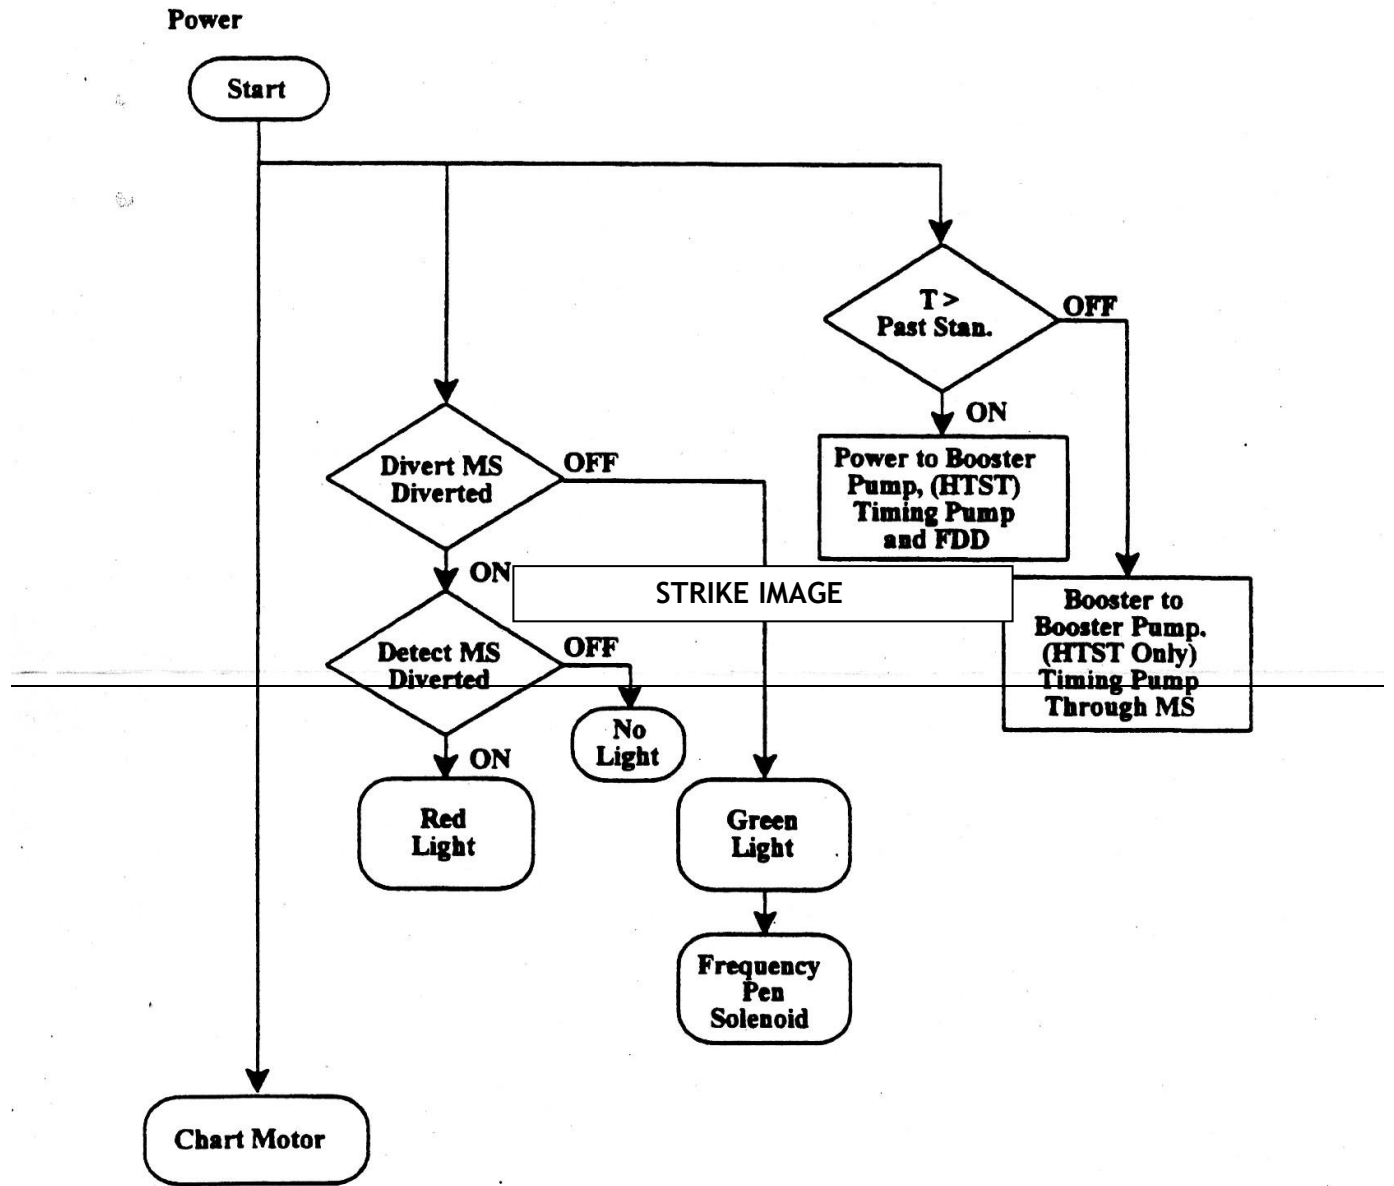 Power
Start
T >
Past Stan.
OFF
ON
Power to Booster
Pump, (HTST)
Timing Pump
and FDD
Divert MS
Diverted
OFF
ON
STRIKE IMAGE
Booster to
Booster Pump.
(HTST Only)
Timing Pump
Through MS
Detect MS
Diverted
OFF
No
Light
ON
Red
Light
Green
Light
Frequency
Pen
Solenoid
Chart Motor